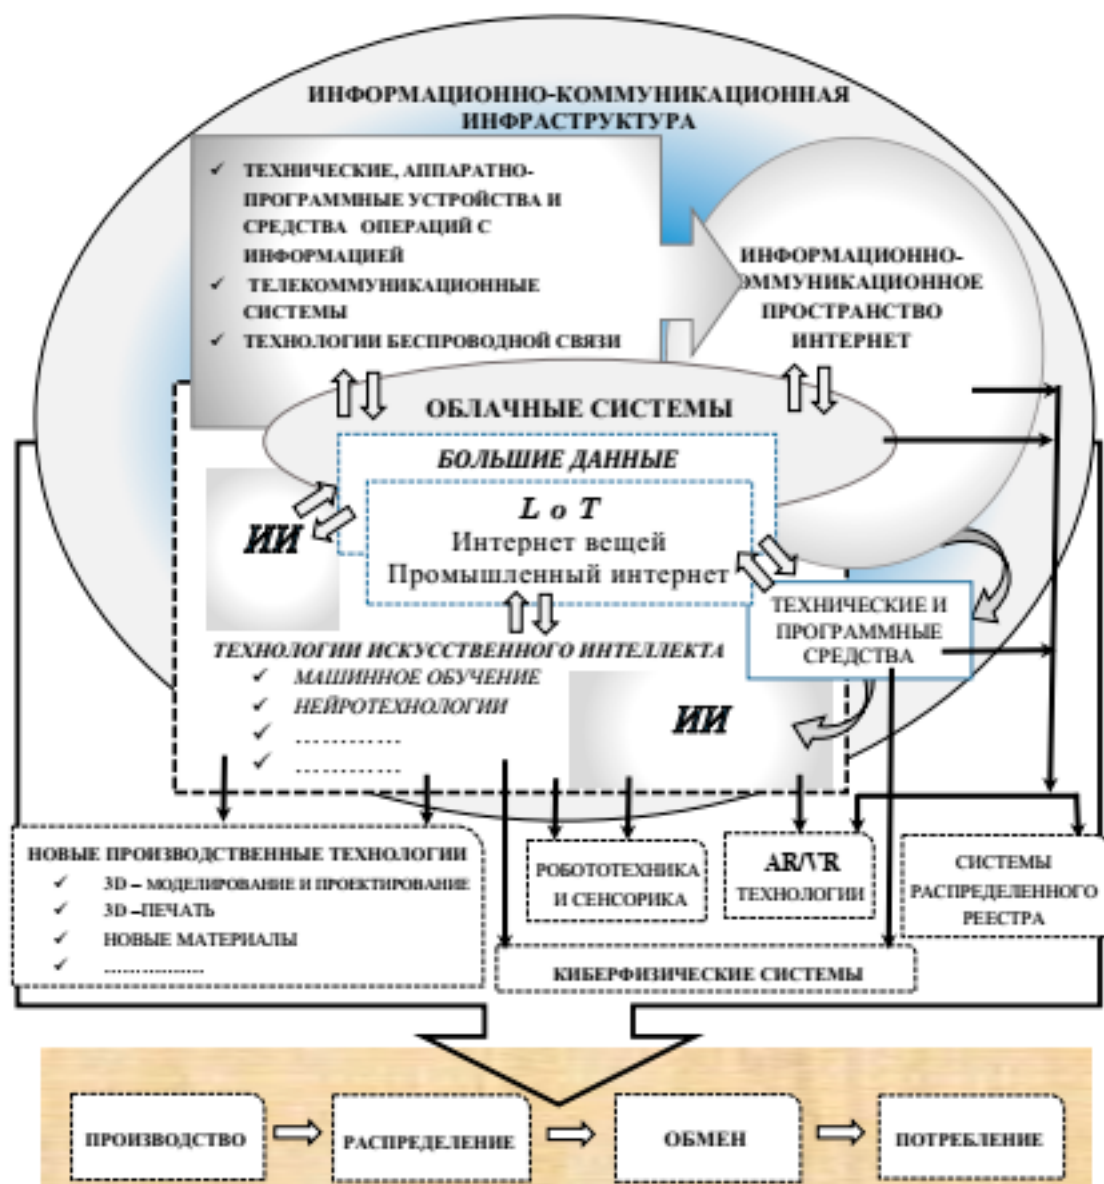 ИНФОРМАЦИОННО-КОММУНИКАЦИОННАЯ
ИНФРАСТРУКТУРА
✓ ТЕХНИЧЕСКИЕ, АППАРАТНО-
ПРОГРАММНЫЕ УСТРОЙСТВА И
СРЕДСТВА ОПЕРАЦИЙ С
ИНФОРМАЦИЕЙ
✓ ТЕЛЕКОММУНИКАЦИОННЫЕ
СИСТЕМЫ
✓ ТЕХНОЛОГИИ БЕСПРОВОДНОЙ СВЯЗИ
ИНФОРМАЦИОННО-
ОММУНИКАЦИОННОЕ
ПРОСТРАНСТВО
ИНТЕРНЕТ
ОБЛАЧНЫЕ СИСТЕМЫ
БОЛЬШИЕ ДАННЫЕ
L o T
Интернет вещей
Промышленный интернет
ИИ
ТЕХНИЧЕСКИЕ И
ПРОГРАММНЫЕ
СРЕДСТВА
ТЕХНОЛОГИИ ИСКУССТВЕННОГО ИНТЕЛЛЕКТА
✓ МАШИННОЕ ОБУЧЕНИЕ
✓ НЕЙРОТЕХНОЛОГИИ
✓ .............
✓ .............
ИИ
НОВЫЕ ПРОИЗВОДСТВЕННЫЕ ТЕХНОЛОГИИ
✓ 3D – МОДЕЛИРОВАНИЕ И ПРОЕКТИРОВАНИЕ
✓ 3D –ПЕЧАТЬ
✓ НОВЫЕ МАТЕРИАЛЫ
✓ ..................
РОБОТОТЕХНИКА
И СЕНСОРИКА
AR/VR
ТЕХНОЛОГИИ
СИСТЕМЫ
РАСПРЕДЕЛЕННОГО
РЕЕСТРА
КИБЕРФИЗИЧЕСКИЕ СИСТЕМЫ
ПРОИЗВОДСТВО
РАСПРЕДЕЛЕНИЕ
ОБМЕН
ПОТРЕБЛЕНИЕ